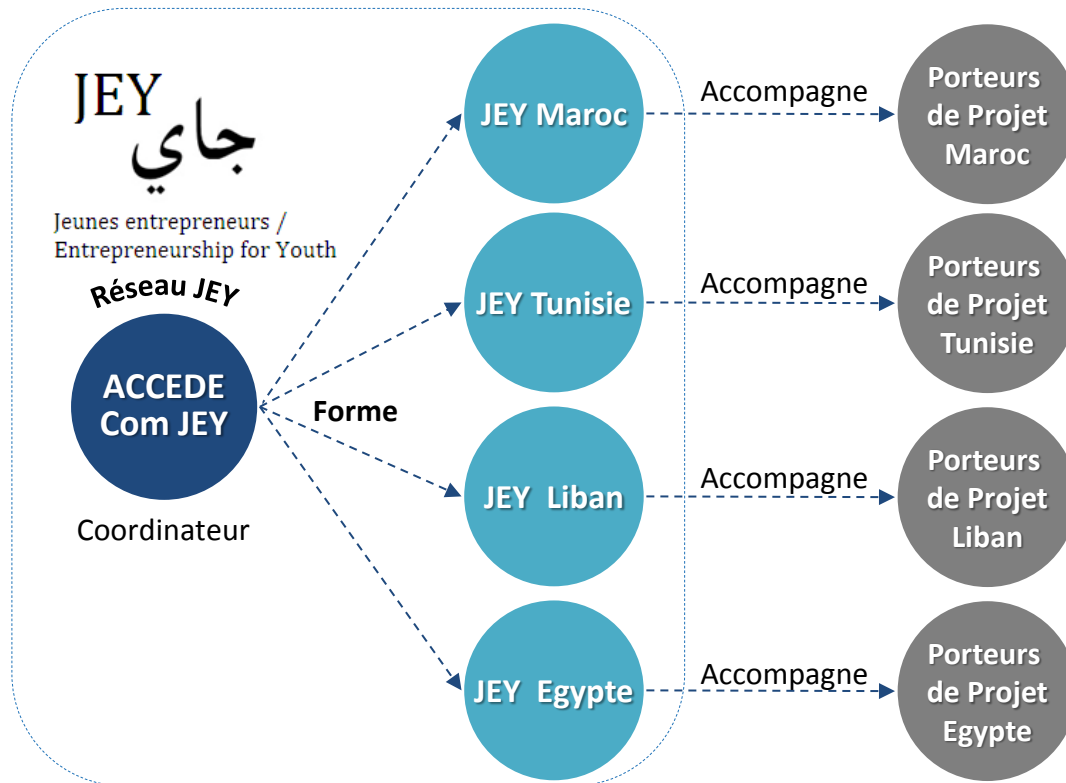 JEY
جاي
Jeunes entrepreneurs /
Entrepreneurship for Youth
Réseau JEY
ACCEDE
Com JEY
Coordinateur
Forme
JEY Maroc
Accompagne
Porteurs
de Projet
Maroc
JEY Tunisie
Accompagne
Porteurs
de Projet
Tunisie
JEY Liban
Accompagne
Porteurs
de Projet
Liban
JEY Egypte
Accompagne
Porteurs
de Projet
Egypte